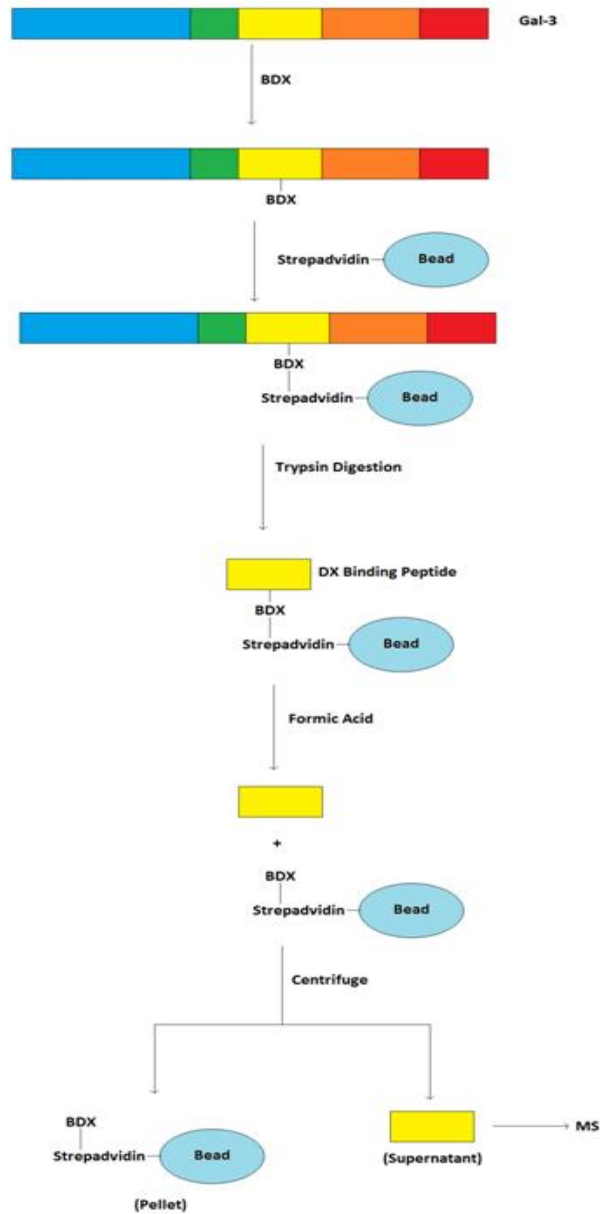 Gal-3
BDX
BDX
Strepadvidin
Bead
BDX
Strepadvidin
Bead
Trypsin Digestion
DX Binding Peptide
BDX
Strepadvidin
Bead
Formic Acid
+
BDX
Strepadvidin
Bead
Centrifuge
BDX
Strepadvidin
Bead
(Pellet)
(Supernatant)
MS